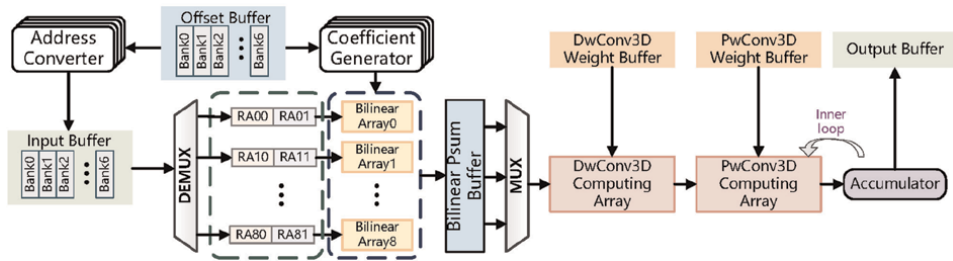 Offset Buffer
Bank0
Bank1
Bank2
Bank6
Address
Converter
Coefficient
Generator
Input Buffer
Bank0
Bank1
Bank2
Bank6
DEMUX
RA00
RA01
RA10
RA11
RA80
RA81
Bilinear
Array0
Bilinear
Array1
Bilinear
Array8
Bilinear Psum
Buffer
MUX
DwConv3D
Weight Buffer
PwConv3D
Weight Buffer
Output Buffer
Inner
loop
DwConv3D
Computing
Array
PwConv3D
Computing
Array
Accumulator